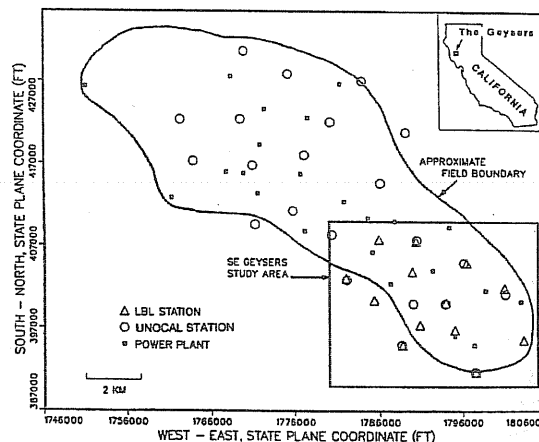 The Geysers
CALIFORNIA
APPROXIMATE
FIELD BOUNDARY
SE GEYSERS
STUDY AREA
LBL STATION
UNOCAL STATION
POWER PLANT
2 KM
SOUTH - NORTH, STATE PLANE COORDINATE (FT)
427000
417000
407000
397000
387000
1746000 1756000 1766000 1776000 1786000 1796000 180600
WEST - EAST, STATE PLANE COORDINATE (FT)